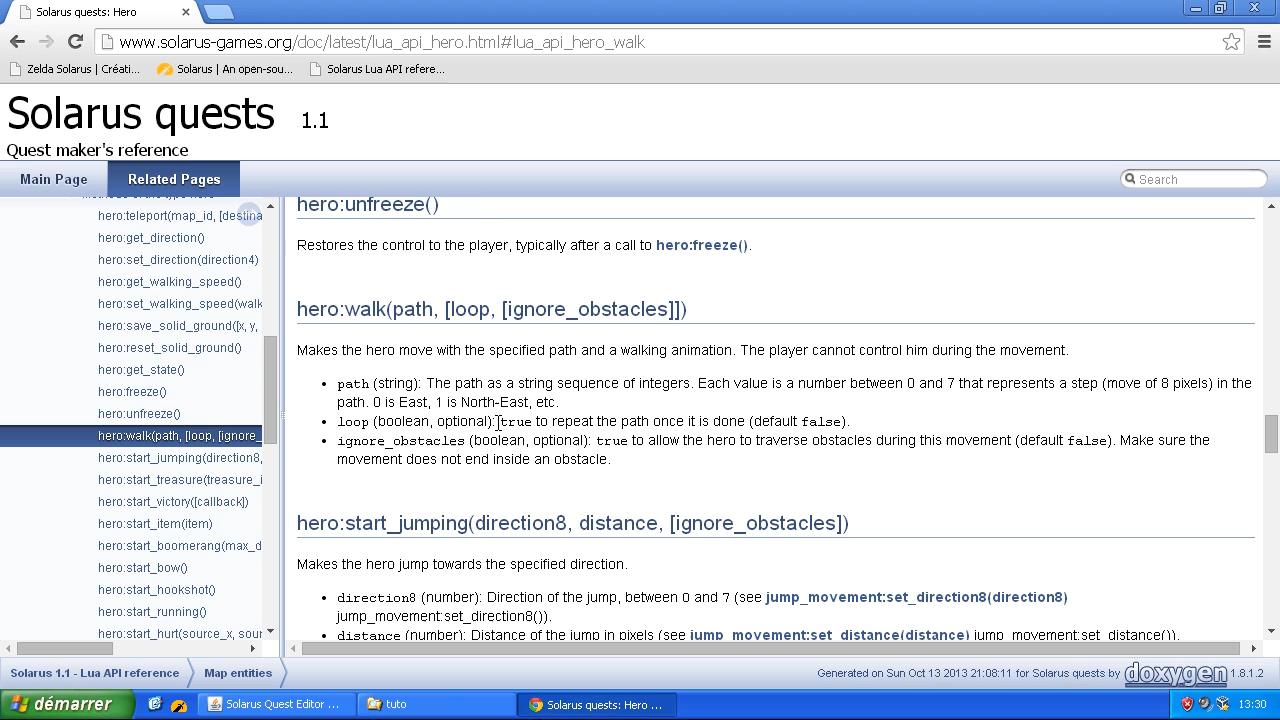 Solarus quests: Hero
www.solarus-games.org/doc/latest/lua_api_hero.html#lua_api_hero_walk
Zelda Solarus | Créati... Solarus | An open-sou... Solarus Lua API refere...
Solarus quests 1.1
Quest maker's reference
Main Page Related Pages Search
hero:teleport(map_id, [destina
hero:get_direction()
hero:set_direction(direction4)
hero:get_walking_speed()
hero:set_walking_speed(walk
hero:save_solid_ground([x, y,
hero:reset_solid_ground()
hero:get_state()
hero:freeze()
hero:unfreeze()
hero:walk(path, [loop, [ignore_
hero:start_jumping(direction8,
hero:start_treasure(treasure_i
hero:start_victory([callback])
hero:start_item(item)
hero:start_boomerang(max_d
hero:start_bow()
hero:start_hookshot()
hero:start_running()
hero:start_hurt(source_x, sour
hero:unfreeze()
Restores the control to the player, typically after a call to hero:freeze().
hero:walk(path, [loop, [ignore_obstacles]])
Makes the hero move with the specified path and a walking animation. The player cannot control him during the movement.
• path (string): The path as a string sequence of integers. Each value is a number between 0 and 7 that represents a step (move of 8 pixels) in the
path. 0 is East, 1 is North-East, etc.
• loop (boolean, optional): true to repeat the path once it is done (default false).
• ignore_obstacles (boolean, optional): true to allow the hero to traverse obstacles during this movement (default false). Make sure the
movement does not end inside an obstacle.
hero:start_jumping(direction8, distance, [ignore_obstacles])
Makes the hero jump towards the specified direction.
• direction8 (number): Direction of the jump, between 0 and 7 (see jump_movement:set_direction8(direction8)
jump_movement:set_direction8()).
• distance (number): Distance of the jump in pixels (see jump_movement:set_distance(distance) jump_movement:set_distance()).
Solarus 1.1 - Lua API reference Map entities Generated on Sun Oct 13 2013 21:08:11 for Solarus quests by doxygen 1.8.1.2
démarrer Solarus Quest Editor ... tuto Solarus quests: Hero ... 13:30